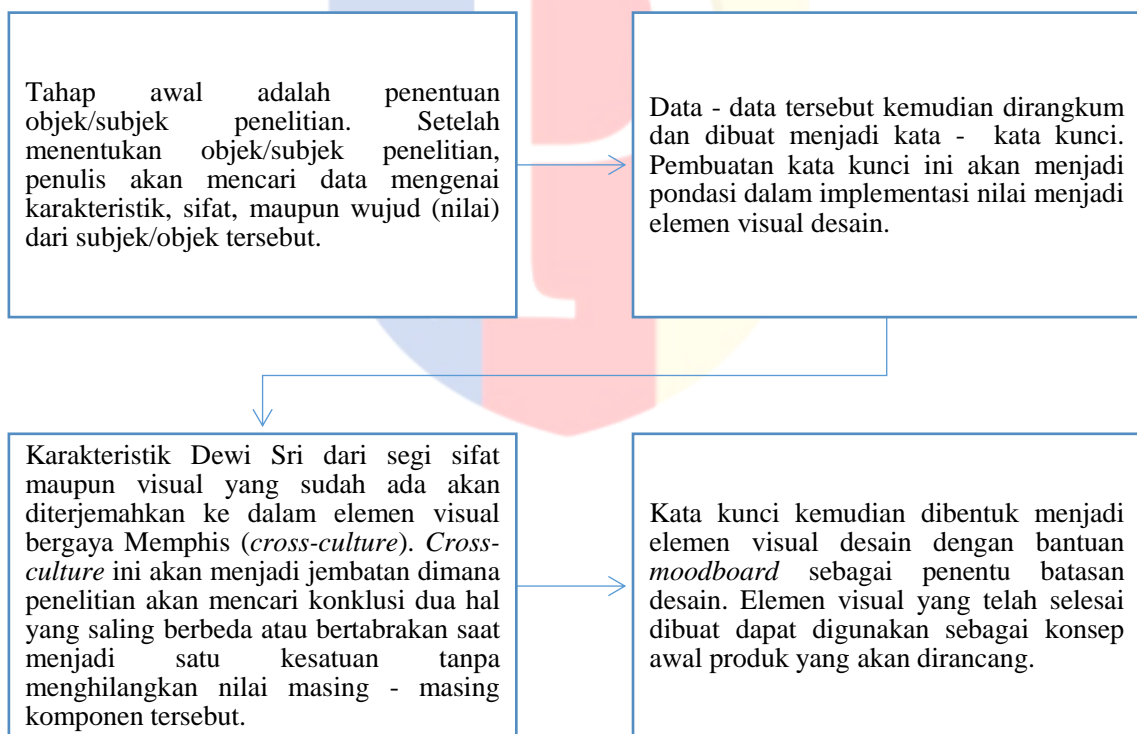 Tahap awal adalah penentuan
objek/subjek penelitian. Setelah
menentukan objek/subjek penelitian,
penulis akan mencari data mengenai
karakteristik, sifat, maupun wujud (nilai)
dari subjek/objek tersebut.
Data - data tersebut kemudian dirangkum
dan dibuat menjadi kata - kata kunci.
Pembuatan kata kunci ini akan menjadi
pondasi dalam implementasi nilai menjadi
elemen visual desain.
Karakteristik Dewi Sri dari segi sifat
maupun visual yang sudah ada akan
diterjemahkan ke dalam elemen visual
bergaya Memphis (cross-culture). Cross-
culture ini akan menjadi jembatan dimana
penelitian akan mencari konklusi dua hal
yang saling berbeda atau bertabrakan saat
menjadi satu kesatuan tanpa
menghilangkan nilai masing - masing
komponen tersebut.
Kata kunci kemudian dibentuk menjadi
elemen visual desain dengan bantuan
moodboard sebagai penentu batasan
desain. Elemen visual yang telah selesai
dibuat dapat digunakan sebagai konsep
awal produk yang akan dirancang.